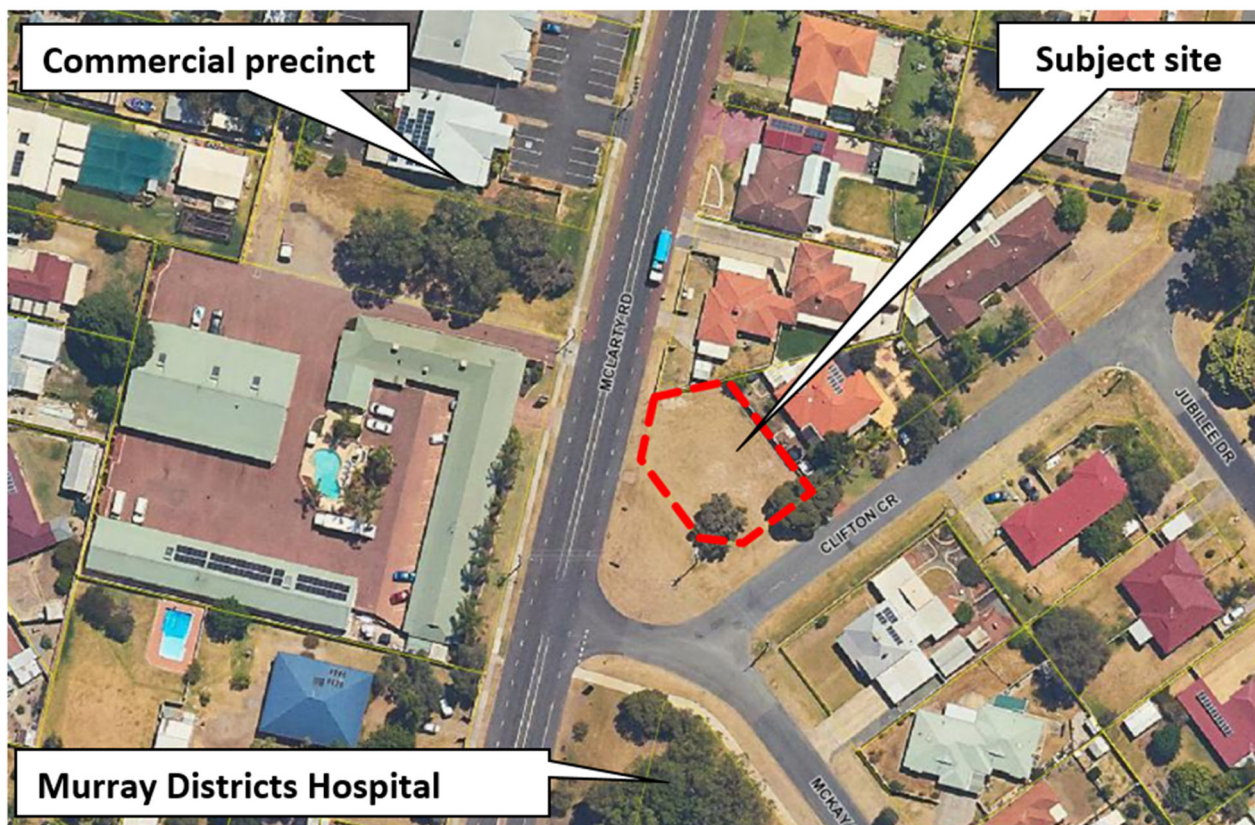 Commercial precinct
Subject site
MCLARTY RD
JUBILEE DR
CLIFTON CR
Murray Districts Hospital
MCKAY